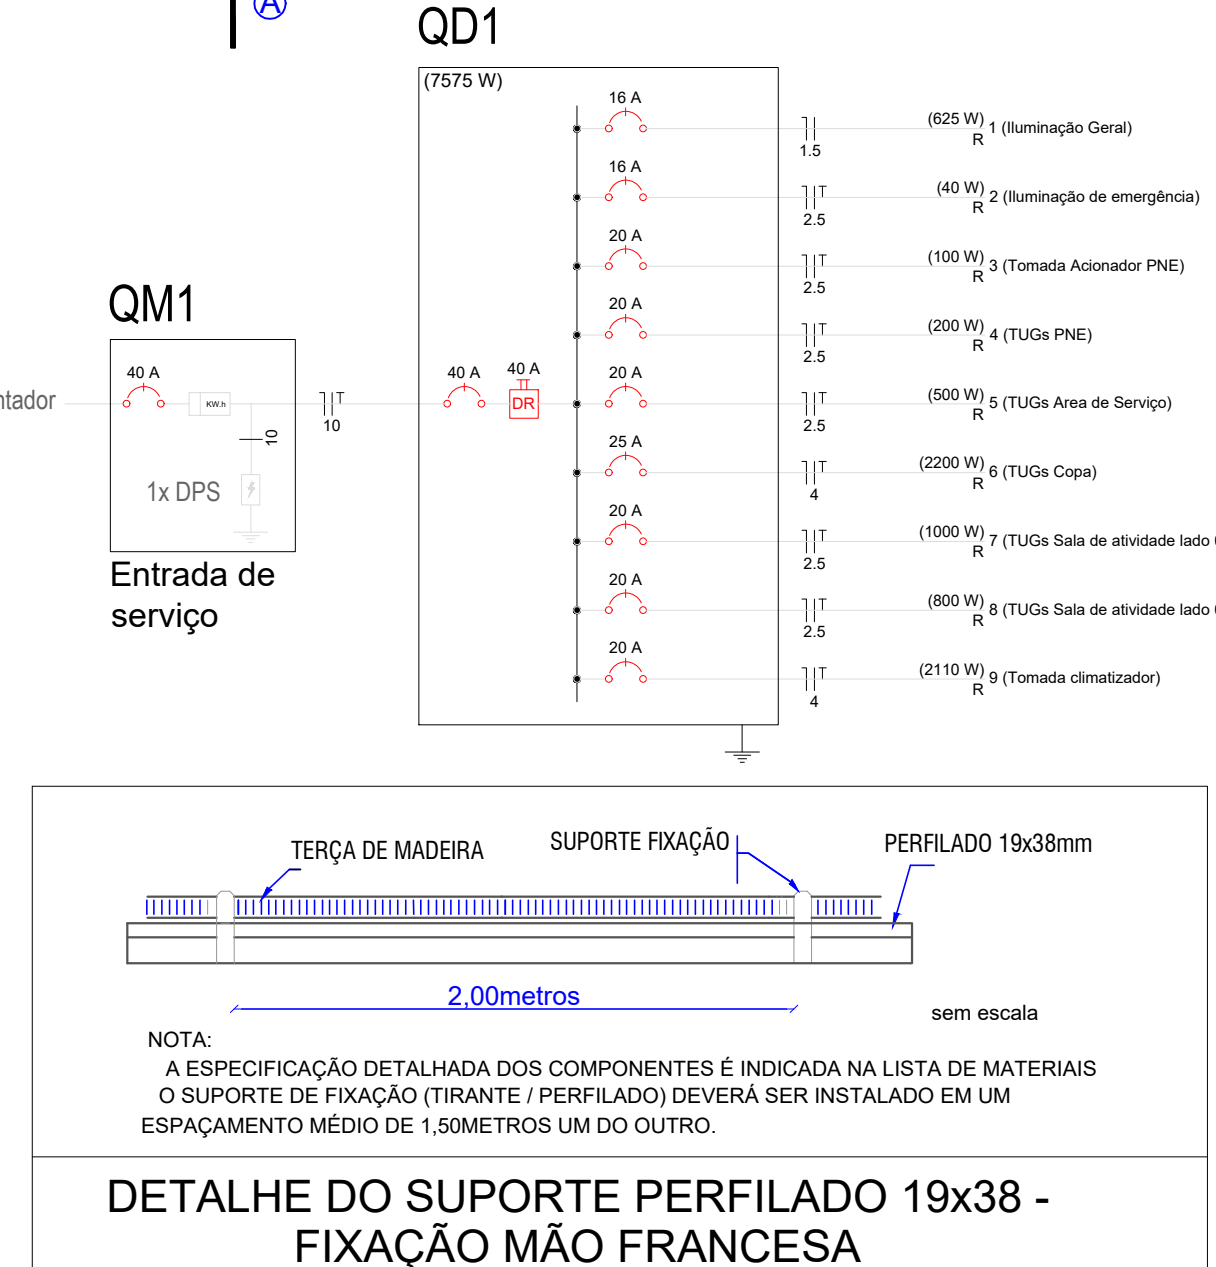 A
QD1
(7575 W)
16 A
1.5
(625 W)
R
1 (Iluminação Geral)
16 A
T
2.5
(40 W)
R
2 (Iluminação de emergência)
20 A
T
2.5
(100 W)
R
3 (Tomada Acionador PNE)
20 A
T
2.5
(200 W)
R
4 (TUGs PNE)
20 A
T
2.5
(500 W)
R
5 (TUGs Area de Serviço)
25 A
T
4
(2200 W)
R
6 (TUGs Copa)
20 A
T
2.5
(1000 W)
R
7 (TUGs Sala de atividade lado
20 A
T
2.5
(800 W)
R
8 (TUGs Sala de atividade lado
20 A
T
4
(2110 W)
R
9 (Tomada climatizador)
QM1
40 A
KW.h
10
1x DPS
T
10
40 A
40 A
DR
Entrada de
serviço
TERÇA DE MADEIRA
SUPORTE FIXAÇÃO
PERFILADO 19x38mm
2,00metros
sem escala
NOTA:
A ESPECIFICAÇÃO DETALHADA DOS COMPONENTES É INDICADA NA LISTA DE MATERIAIS
O SUPORTE DE FIXAÇÃO (TIRANTE / PERFILADO) DEVERÁ SER INSTALADO EM UM
ESPAÇAMENTO MÉDIO DE 1,50METROS UM DO OUTRO.
DETALHE DO SUPORTE PERFILADO 19x38 -
FIXAÇÃO MÃO FRANCESA